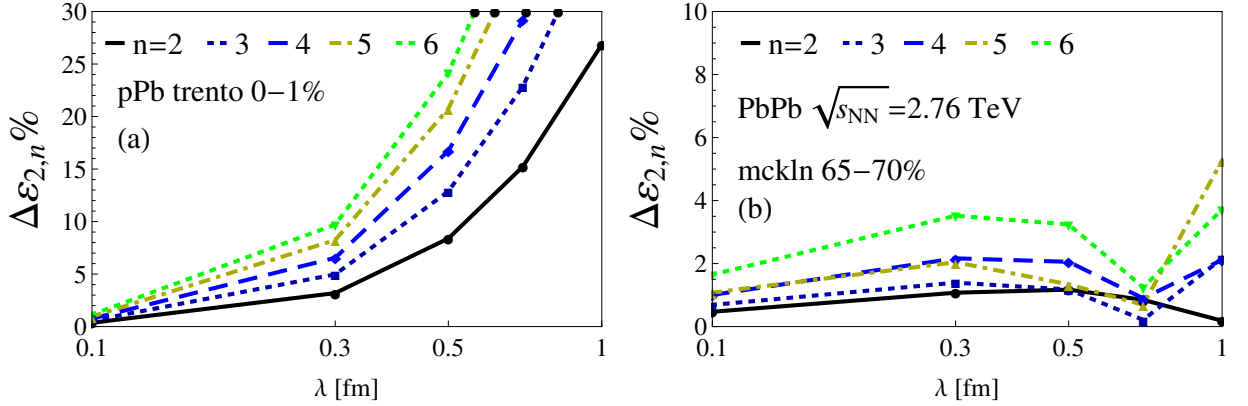 Δε2,n%
30
25
20
15
10
5
0
n=2 3 4 5 6
pPb trento 0−1%
(a)
0.1 0.3 0.5 1
λ [fm]
Δε2,n%
10
8
6
4
2
0
n=2 3 4 5 6
PbPb √sNN =2.76 TeV
mckln 65−70%
(b)
0.1 0.3 0.5 1
λ [fm]